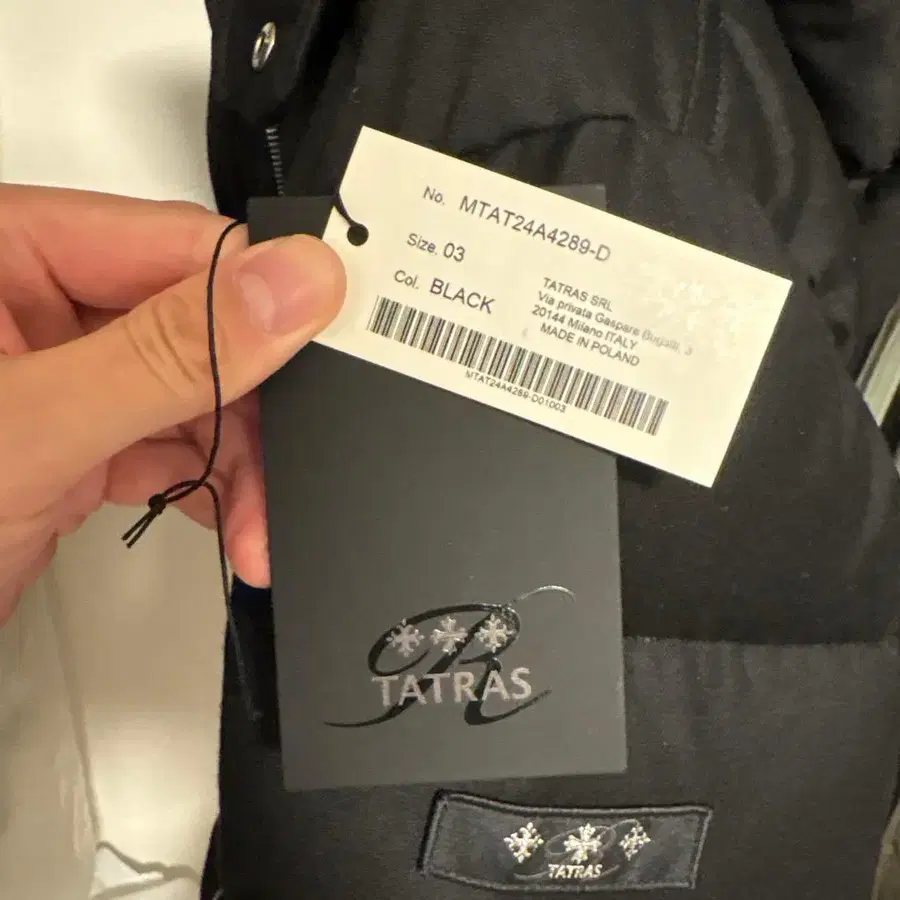 No. MTAT24A4289-D
Size. 03
Col. BLACK
TATRAS SRL
Via privata Gaspare Bugatti, 3
20144 Milano ITALY
MADE IN POLAND
MTAT24A4289-D01003
R
TATRAS
R
TATRAS